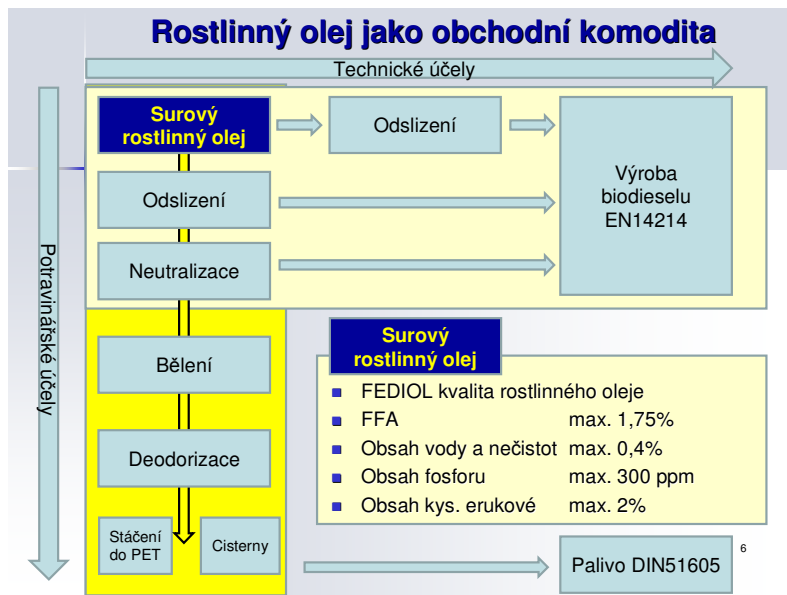 Rostlinný olej jako obchodní komodita
Technické účely
Potravinářské účely
Surový
rostlinný olej
Odslizení
Výroba
biodieselu
EN14214
Odslizení
Neutralizace
Bělení
Deodorizace
Stáčení
do PET
Cisterny
Surový
rostlinný olej
FEDIOL kvalita rostlinného oleje
FFA max. 1,75%
Obsah vody a nečistot max. 0,4%
Obsah fosforu max. 300 ppm
Obsah kys. erukové max. 2%
Palivo DIN51605
6